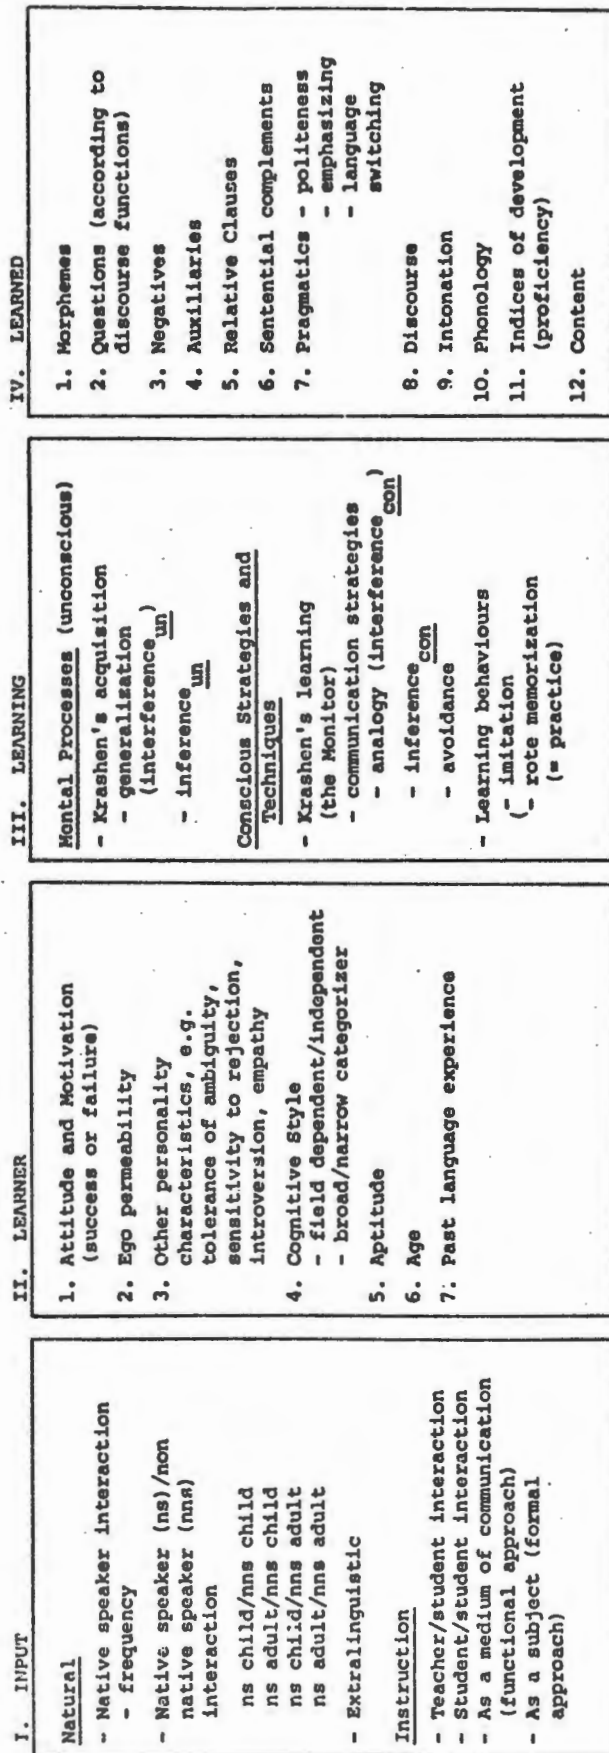 I. INPUT
Natural
- Native speaker interaction
- frequency
- Native speaker (ns)/non
native speaker (nns)
interaction
ns child/nns child
ns adult/nns child
ns child/nns adult
ns adult/nns adult
- Extralinguistic
Instruction
- Teacher/student interaction
- Student/student interaction
- As a medium of communication
(functional approach)
- As a subject (formal
approach)
II. LEARNER
1. Attitude and Motivation
(success or failure)
2. Ego permeability
3. Other personality
characteristics, e.g.
tolerance of ambiguity,
sensitivity to rejection,
introversion, empathy
4. Cognitive Style
- field dependent/independent
- broad/narrow categorizer
5. Aptitude
6. Age
7. Past language experience
III. LEARNING
Mental Processes (unconscious)
- Krashen's acquisition
- generalization
(interference un)
- inference un
Conscious Strategies and
Techniques
- Krashen's learning
(the Monitor)
- communication strategies
- analogy (interference con)
- inference con
- avoidance
- Learning behaviours
(- imitation
- rote memorization
(= practice)
IV. LEARNED
1. Morphemes
2. Questions (according to
discourse functions)
3. Negatives
4. Auxiliaries
5. Relative Clauses
6. Sentential complements
7. Pragmatics - politeness
- emphasizing
- language
switching
8. Discourse
9. Intonation
10. Phonology
11. Indices of development
(proficiency)
12. Content